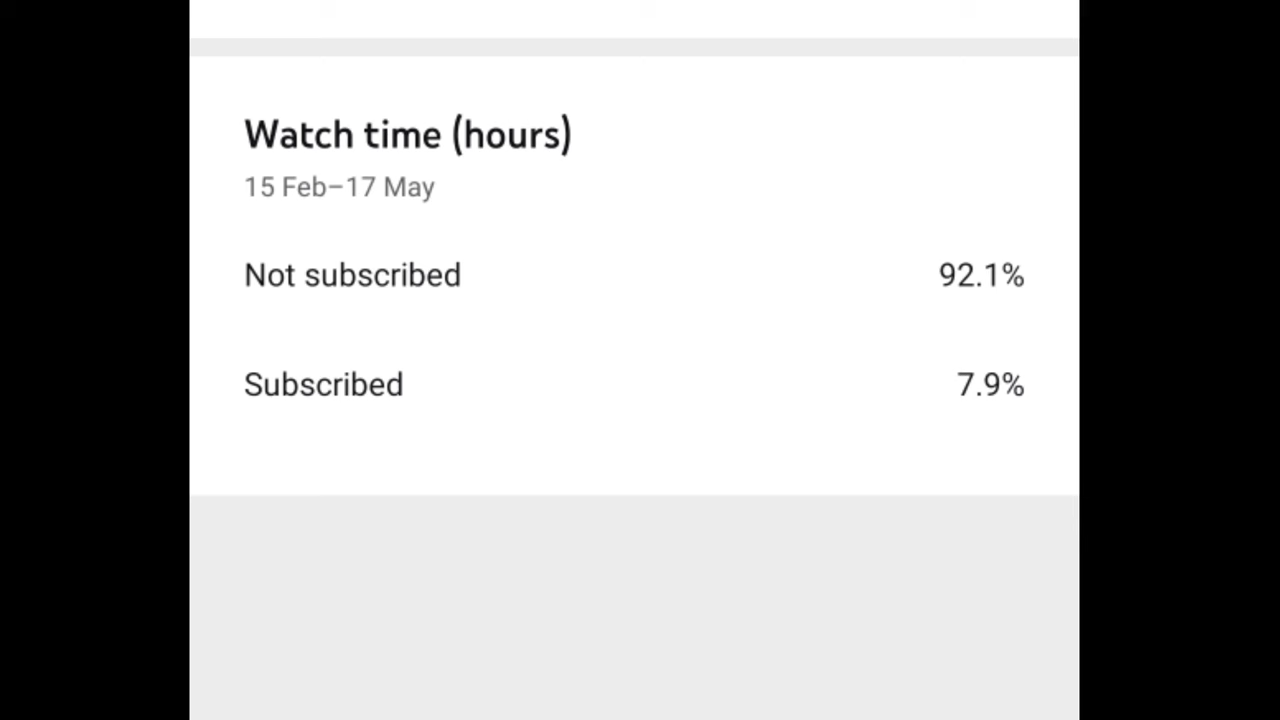 Watch time (hours)
15 Feb–17 May
Not subscribed 92.1%
Subscribed 7.9%